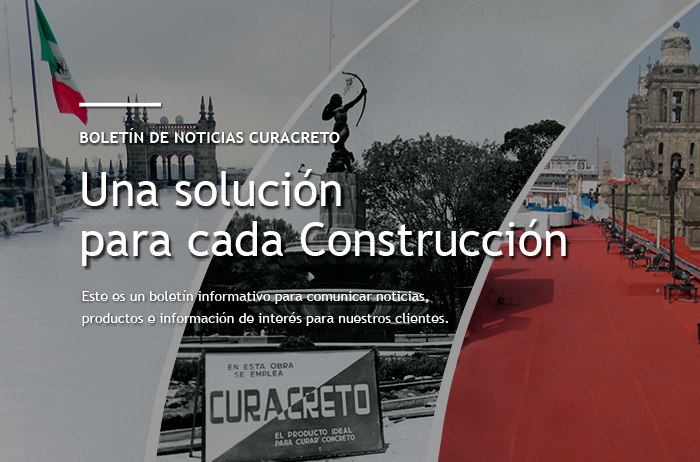 BOLETÍN DE NOTICIAS CURACRETO
Una solución
para cada Construcción
Este es un boletín informativo para comunicar noticias,
productos e información de interés para nuestros clientes.
EN ESTA OBRA
SE EMPLEA
CURACRETO
EL PRODUCTO IDEAL
PARA CURAR CONCRETO